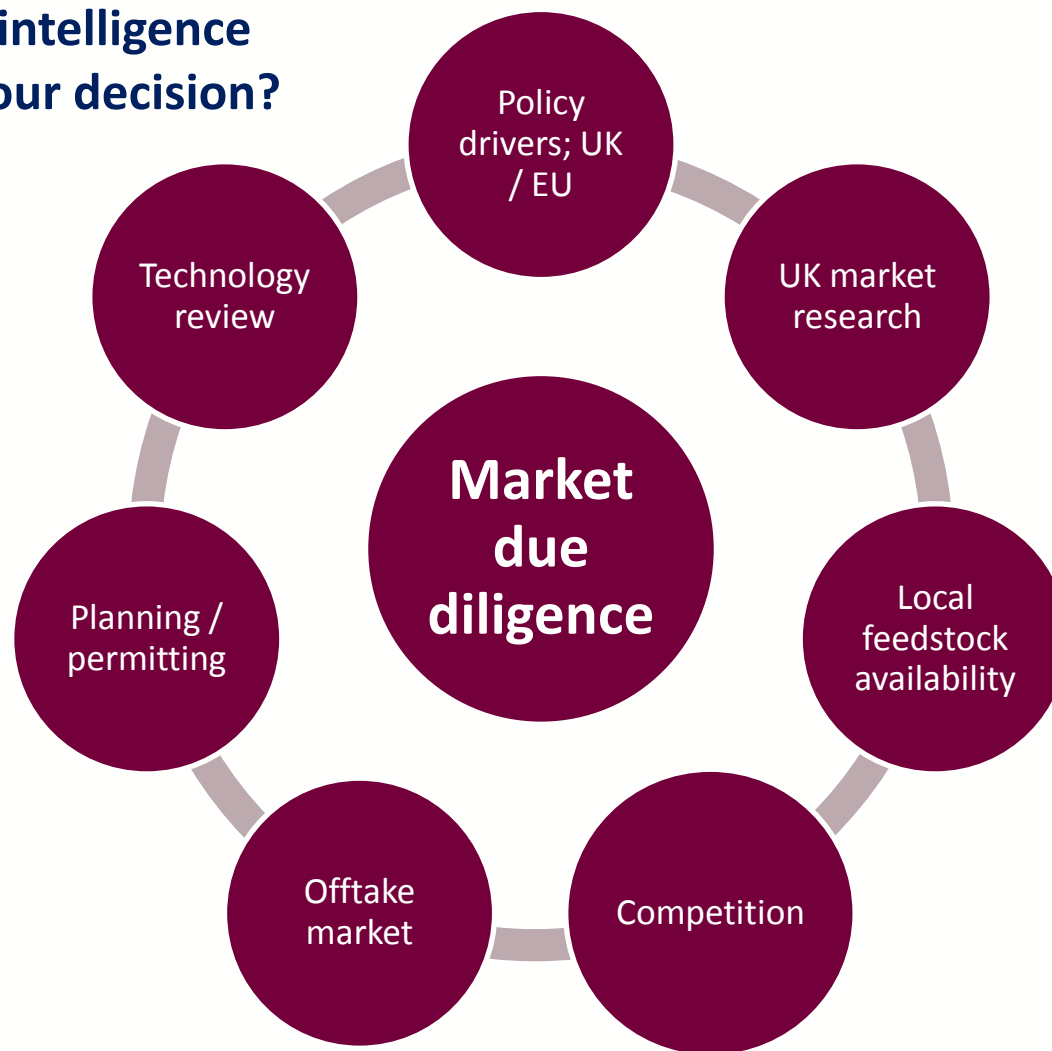 intelligence
our decision?
Policy
drivers; UK
/ EU
UK market
research
Local
feedstock
availability
Competition
Offtake
market
Planning /
permitting
Technology
review
Market
due
diligence